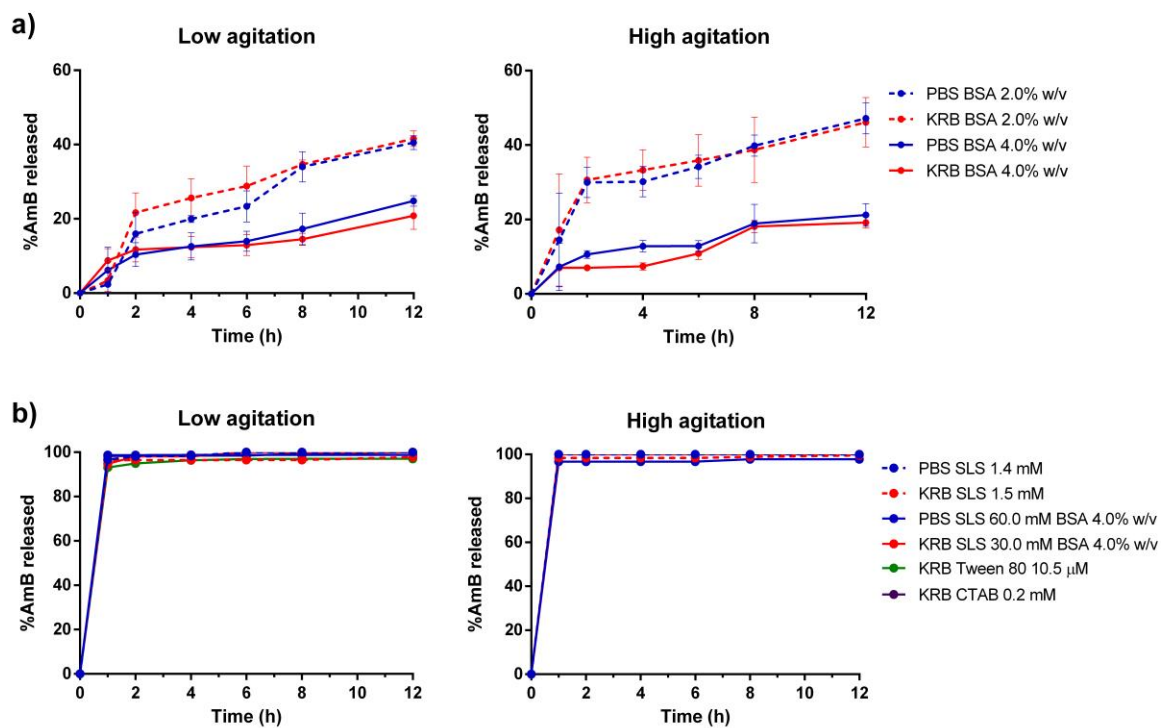 a)
Low agitation
High agitation
60
40
20
0
%AmB released
0 2 4 6 8 10 12
Time (h)
60
40
20
0
%AmB released
0 2 4 6 8 10 12
Time (h)
PBS BSA 2.0% w/v
KRB BSA 2.0% w/v
PBS BSA 4.0% w/v
KRB BSA 4.0% w/v
b)
Low agitation
High agitation
100
80
60
40
20
0
%AmB released
0 2 4 6 8 10 12
Time (h)
100
80
60
40
20
0
%AmB released
0 2 4 6 8 10 12
Time (h)
PBS SLS 1.4 mM
KRB SLS 1.5 mM
PBS SLS 60.0 mM BSA 4.0% w/v
KRB SLS 30.0 mM BSA 4.0% w/v
KRB Tween 80 10.5 μM
KRB CTAB 0.2 mM